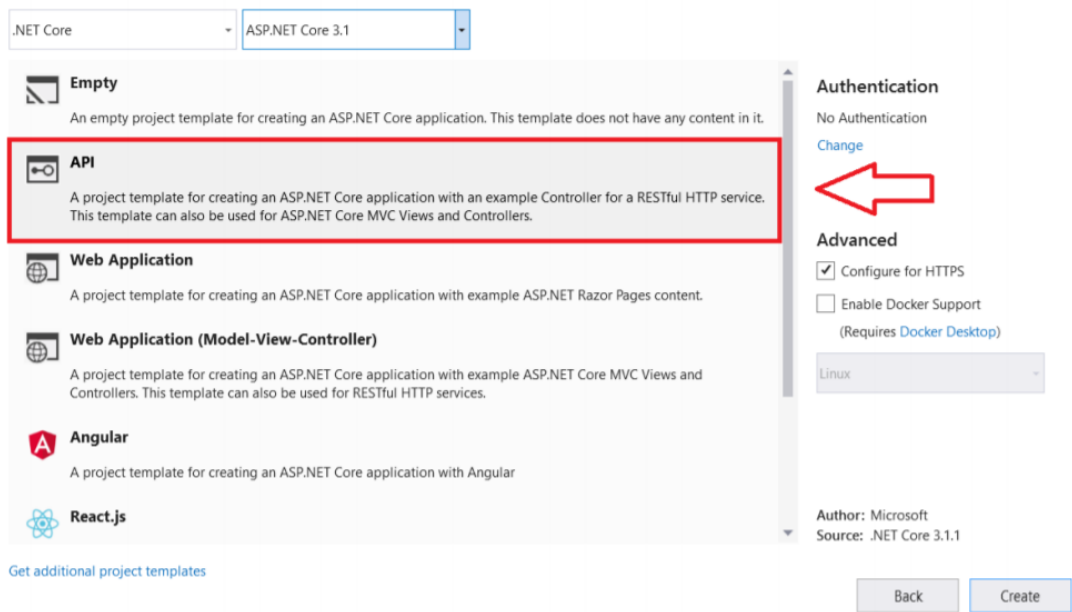 .NET Core
ASP.NET Core 3.1
Empty
An empty project template for creating an ASP.NET Core application. This template does not have any content in it.
API
A project template for creating an ASP.NET Core application with an example Controller for a RESTful HTTP service.
This template can also be used for ASP.NET Core MVC Views and Controllers.
Web Application
A project template for creating an ASP.NET Core application with example ASP.NET Razor Pages content.
Web Application (Model-View-Controller)
A project template for creating an ASP.NET Core application with example ASP.NET Core MVC Views and
Controllers. This template can also be used for RESTful HTTP services.
Angular
A project template for creating an ASP.NET Core application with Angular
React.js
Get additional project templates
Authentication
No Authentication
Change
Advanced
Configure for HTTPS
Enable Docker Support
(Requires Docker Desktop)
Linux
Author: Microsoft
Source: .NET Core 3.1.1
Back
Create